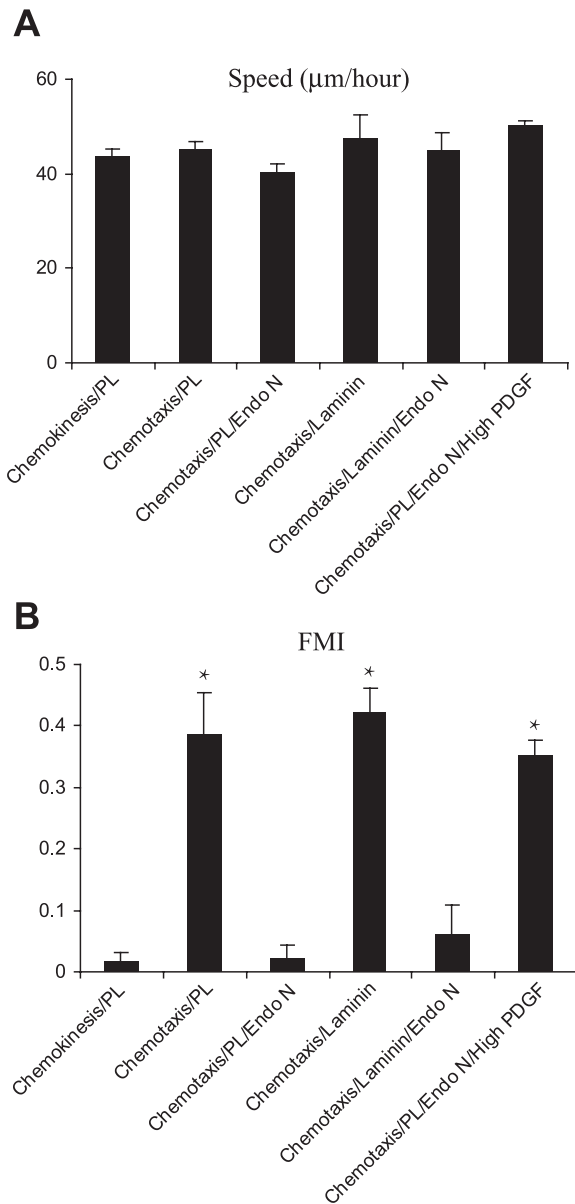 A
Speed (μm/hour)
60
40
20
0
Chemokinesis/PL
Chemotaxis/PL
Chemotaxis/PL/Endo N
Chemotaxis/Laminin
Chemotaxis/Laminin/Endo N
Chemotaxis/PL/Endo N/High PDGF
B
FMI
0.5
0.4
0.3
0.2
0.1
0
*
*
*
Chemokinesis/PL
Chemotaxis/PL
Chemotaxis/PL/Endo N
Chemotaxis/Laminin
Chemotaxis/Laminin/Endo N
Chemotaxis/PL/Endo N/High PDGF